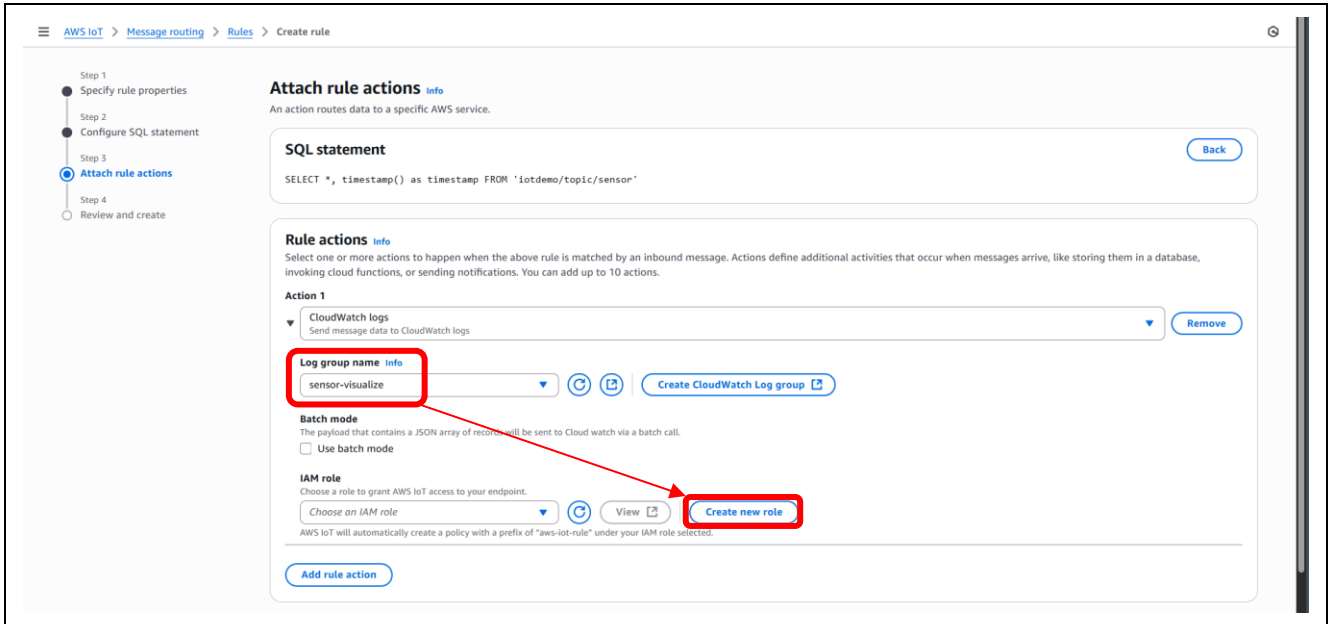 AWS IoT > Message routing > Rules > Create rule
Step 1
Specify rule properties
Step 2
Configure SQL statement
Step 3
Attach rule actions
Step 4
Review and create
Attach rule actions Info
An action routes data to a specific AWS service.
SQL statement
Back
SELECT *, timestamp() as timestamp FROM 'iotdemo/topic/sensor'
Rule actions Info
Select one or more actions to happen when the above rule is matched by an inbound message. Actions define additional activities that occur when messages arrive, like storing them in a database,
invoking cloud functions, or sending notifications. You can add up to 10 actions.
Action 1
CloudWatch logs
Send message data to CloudWatch logs
Remove
Log group name Info
sensor-visualize
Create CloudWatch Log group
Batch mode
The payload that contains a JSON array of records will be sent to Cloud watch via a batch call.
Use batch mode
IAM role
Choose a role to grant AWS IoT access to your endpoint.
Choose an IAM role
View
Create new role
AWS IoT will automatically create a policy with a prefix of "aws-iot-rule" under your IAM role selected.
Add rule action